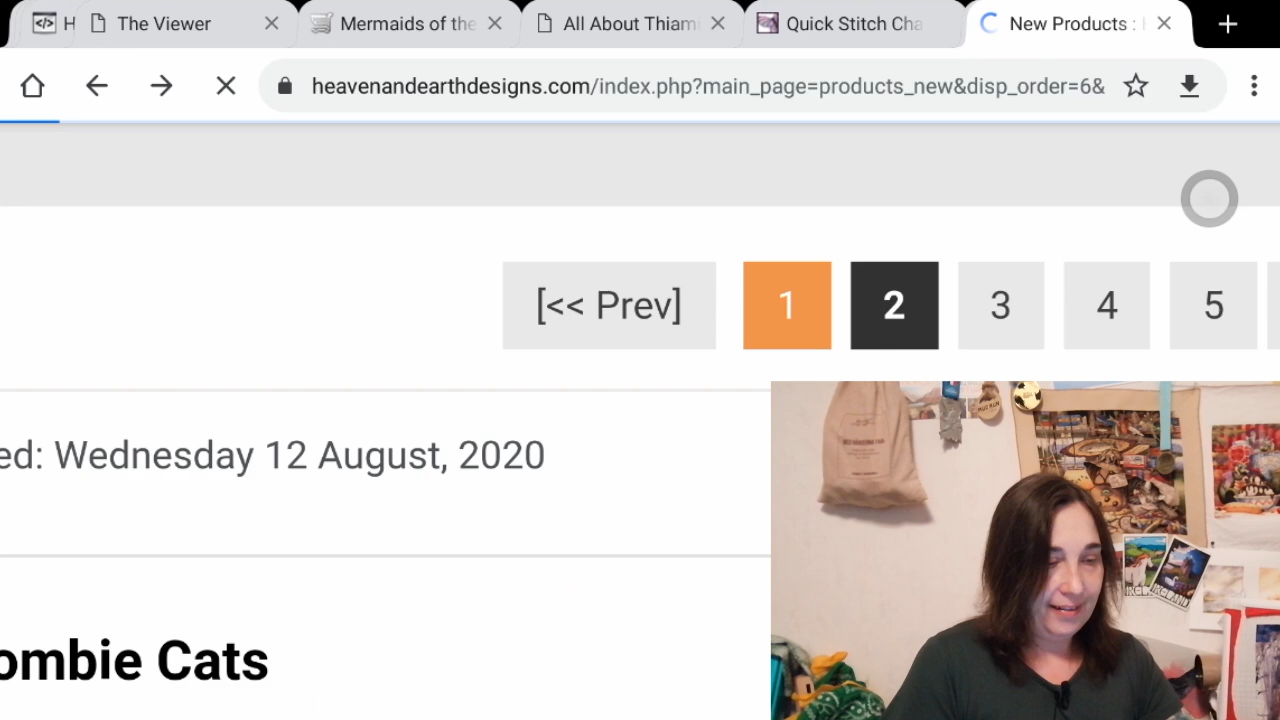 H
The Viewer
Mermaids of the
All About Thiam
Quick Stitch Cha
New Products :
heavenandearthdesigns.com/index.php?main_page=products_new&disp_order=6&
[<< Prev] 1 2 3 4 5
ed: Wednesday 12 August, 2020
ombie Cats
IRELAND